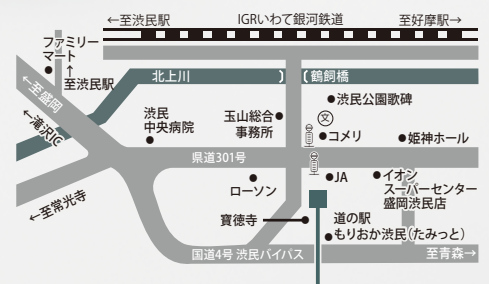 ←至渋民駅
IGRいわて銀河鉄道
至好摩駅→
ファミリー
マート
↑
至渋民駅
北上川
鶴飼橋
←至盛岡
←滝沢IC
渋民
中央病院
玉山総合
事務所
渋民公園歌碑
文
コメリ
姫神ホール
県道301号
ローソン
JA
イオン
スーパーセンター
盛岡渋民店
←至常光寺
寶徳寺
道の駅
もりおか渋民(たみっと)
国道4号 渋民バイパス
至青森→